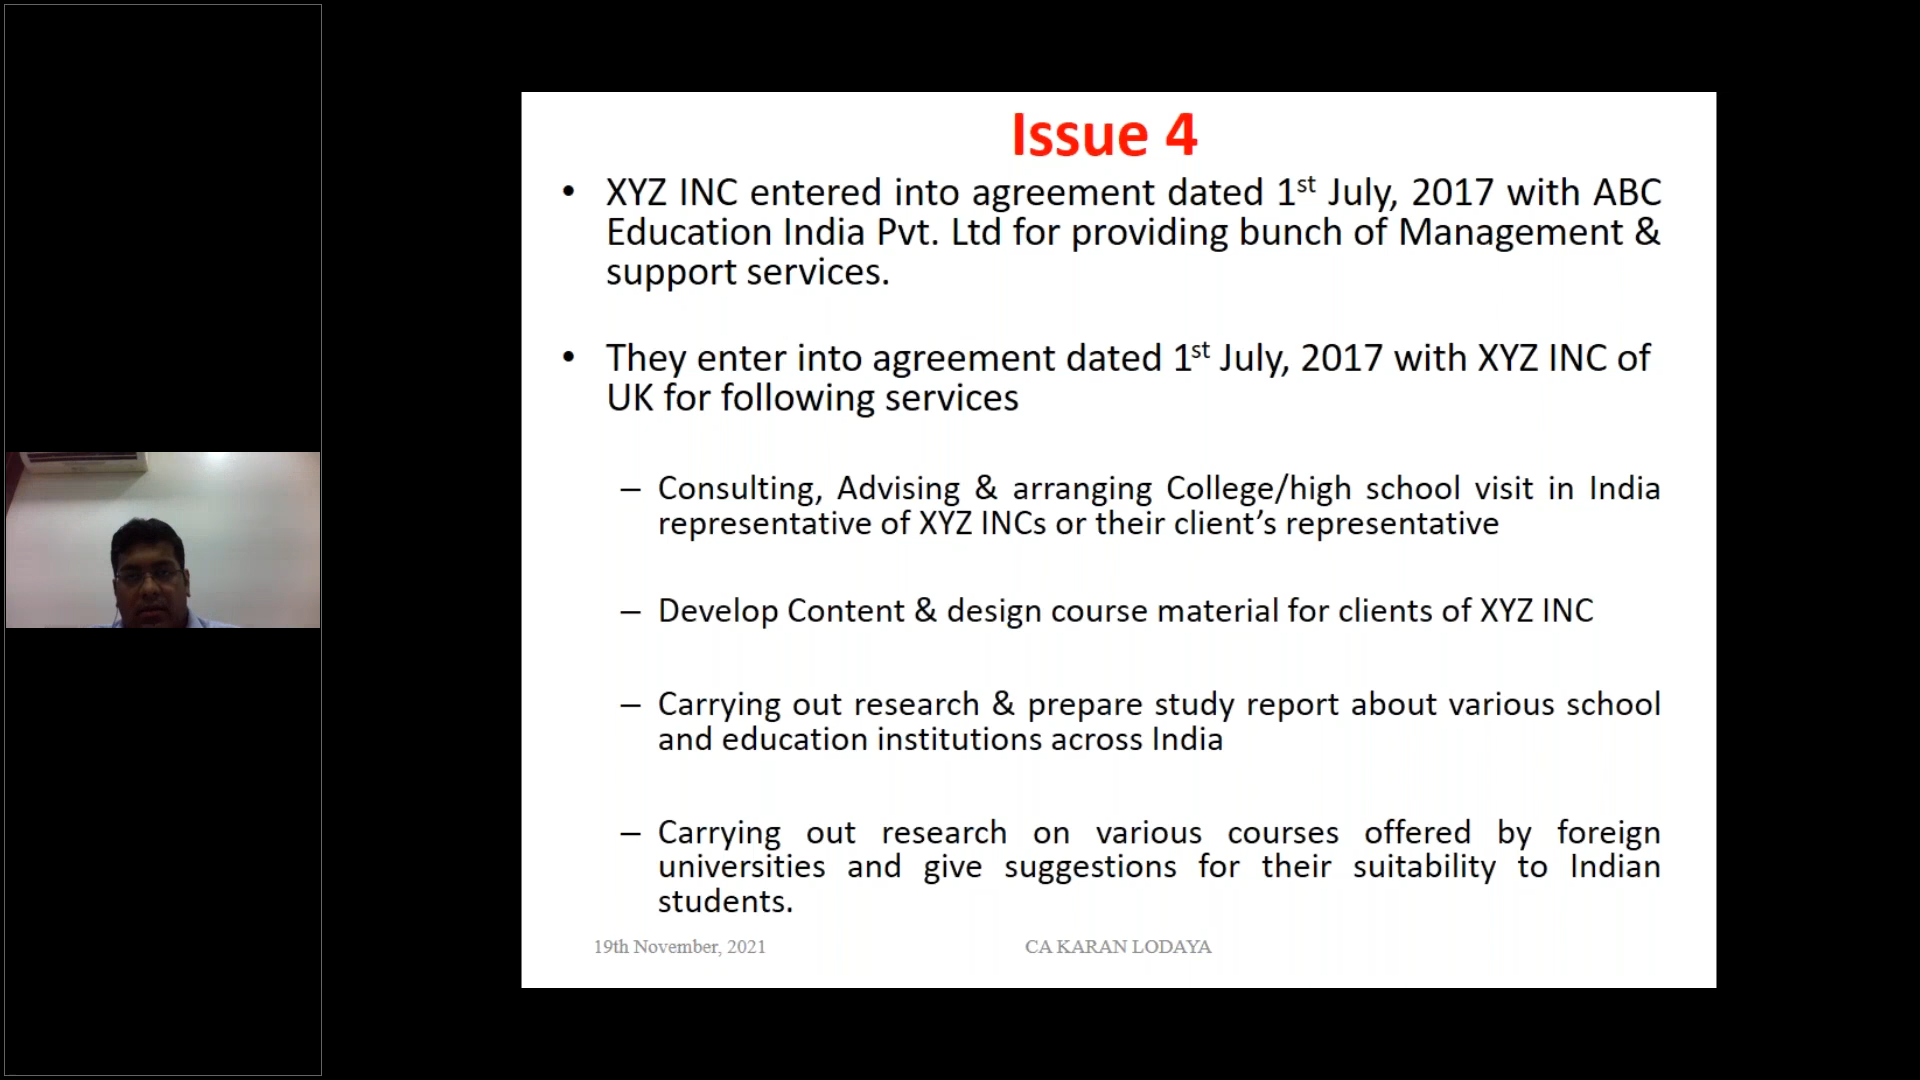 Issue 4
• XYZ INC entered into agreement dated 1st July, 2017 with ABC
Education India Pvt. Ltd for providing bunch of Management &
support services.
• They enter into agreement dated 1st July, 2017 with XYZ INC of
UK for following services
– Consulting, Advising & arranging College/high school visit in India
representative of XYZ INCs or their client’s representative
– Develop Content & design course material for clients of XYZ INC
– Carrying out research & prepare study report about various school
and education institutions across India
– Carrying out research on various courses offered by foreign
universities and give suggestions for their suitability to Indian
students.
19th November, 2021
CA KARAN LODAYA